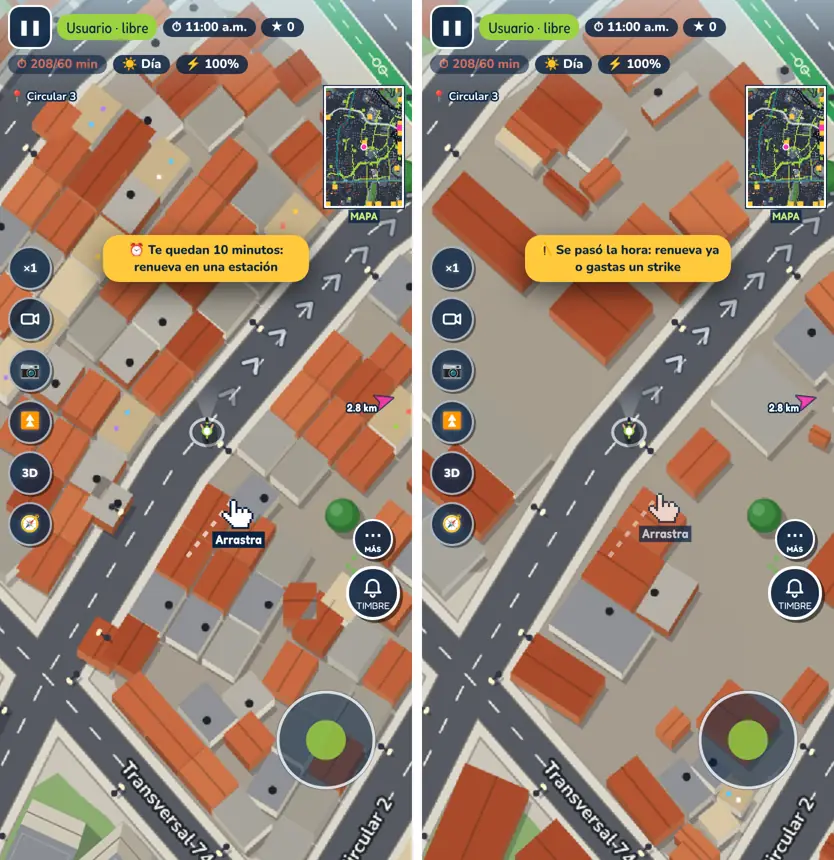 Usuario · libre
11:00 a.m.
★ 0
208/60 min
Día
100%
Circular 3
MAPA
Te quedan 10 minutos:
renueva en una estación
×1
2.8 km
3D
Arrastra
MÁS
TIMBRE
Transversal-74
Circular 2-
Usuario · libre
11:00 a.m.
★ 0
208/60 min
Día
100%
Circular 3
MAPA
Se pasó la hora: renueva ya
o gastas un strike
×1
2.8 km
3D
Arrastra
MÁS
TIMBRE
Transversal-74
Circular 2-